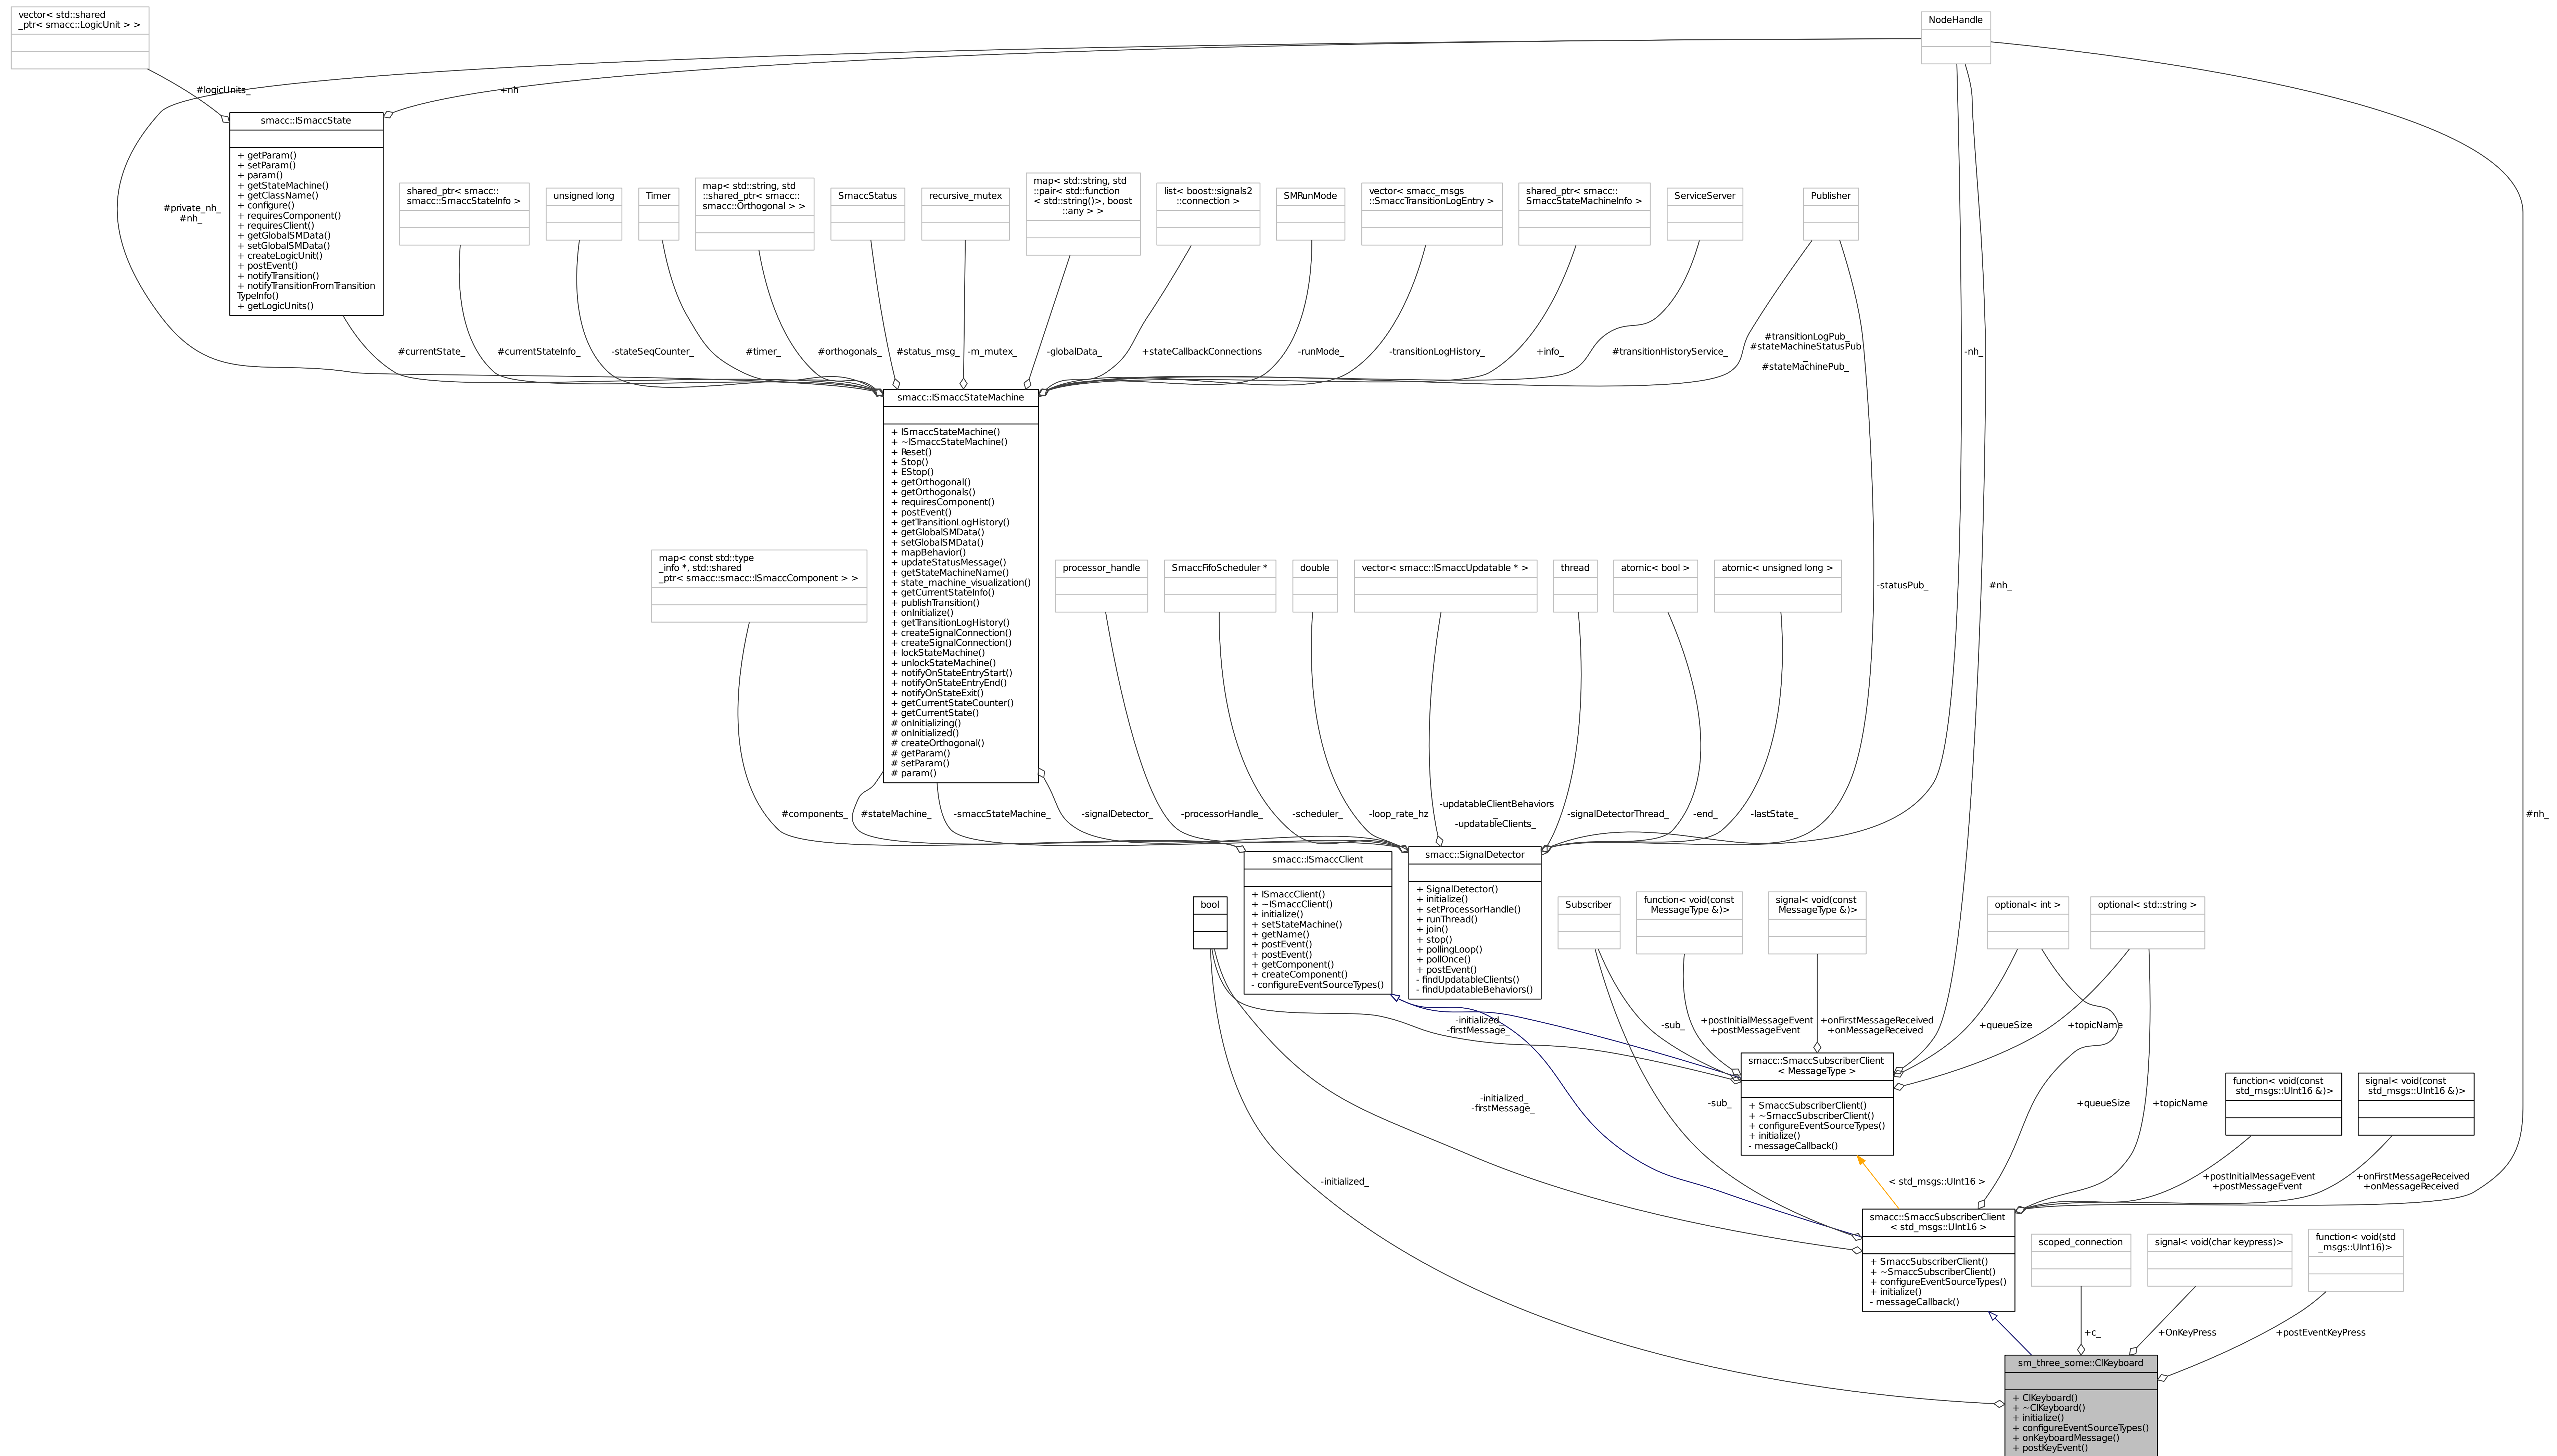 vector< std::shared
_ptr< smacc::LogicUnit > >
NodeHandle
#logicUnits_
+nh
smacc::ISmaccState
+ getParam()
+ setParam()
+ param()
+ getStateMachine()
+ getClassName()
+ configure()
+ requiresComponent()
+ requiresClient()
+ getGlobalSMData()
+ setGlobalSMData()
+ createLogicUnit()
+ postEvent()
+ notifyTransition()
+ notifyTransitionFromTransition
TypeInfo()
+ getLogicUnits()
#private_nh_
#nh_
shared_ptr< smacc::
smacc::SmaccStateInfo >
unsigned long
Timer
map< std::string, std
::shared_ptr< smacc::
smacc::Orthogonal > >
SmaccStatus
recursive_mutex
map< std::string, std
::pair< std::function
< std::string()>, boost
::any > >
list< boost::signals2
::connection >
SMRunMode
vector< smacc_msgs
::SmaccTransitionLogEntry >
shared_ptr< smacc::
SmaccStateMachineInfo >
ServiceServer
Publisher
#currentState_
#currentStateInfo_
-stateSeqCounter_
#timer_
#orthogonals_
#status_msg_
-m_mutex_
-globalData_
+stateCallbackConnections
-runMode_
-transitionLogHistory_
+info_
#transitionHistoryService_
#transitionLogPub_
#stateMachineStatusPub
_
#stateMachinePub_
-nh_
smacc::ISmaccStateMachine
+ ISmaccStateMachine()
+ ~ISmaccStateMachine()
+ Reset()
+ Stop()
+ EStop()
+ getOrthogonal()
+ getOrthogonals()
+ requiresComponent()
+ postEvent()
+ getTransitionLogHistory()
+ getGlobalSMData()
+ setGlobalSMData()
+ mapBehavior()
+ updateStatusMessage()
+ getStateMachineName()
+ state_machine_visualization()
+ getCurrentStateInfo()
+ publishTransition()
+ onInitialize()
+ getTransitionLogHistory()
+ createSignalConnection()
+ createSignalConnection()
+ lockStateMachine()
+ unlockStateMachine()
+ notifyOnStateEntryStart()
+ notifyOnStateEntryEnd()
+ notifyOnStateExit()
+ getCurrentStateCounter()
+ getCurrentState()
# onInitializing()
# onInitialized()
# createOrthogonal()
# getParam()
# setParam()
# param()
map< const std::type
_info *, std::shared
_ptr< smacc::smacc::ISmaccComponent > >
processor_handle
SmaccFifoScheduler *
double
vector< smacc::ISmaccUpdatable * >
thread
atomic< bool >
atomic< unsigned long >
-statusPub_
#nh_
#components_
#stateMachine_
-smaccStateMachine_
-signalDetector_
-processorHandle_
-scheduler_
-loop_rate_hz
-updatableClientBehaviors
_
-updatableClients_
-signalDetectorThread_
-end_
-lastState_
#nh_
smacc::ISmaccClient
+ ISmaccClient()
+ ~ISmaccClient()
+ initialize()
+ setStateMachine()
+ getName()
+ postEvent()
+ postEvent()
+ getComponent()
+ createComponent()
- configureEventSourceTypes()
smacc::SignalDetector
+ SignalDetector()
+ initialize()
+ setProcessorHandle()
+ runThread()
+ join()
+ stop()
+ pollingLoop()
+ pollOnce()
+ postEvent()
- findUpdatableClients()
- findUpdatableBehaviors()
bool
Subscriber
function< void(const
MessageType &)>
signal< void(const
MessageType &)>
optional< int >
optional< std::string >
-initialized_
-firstMessage_
-sub_
+postInitialMessageEvent
+postMessageEvent
+onFirstMessageReceived
+onMessageReceived
+queueSize
+topicName
smacc::SmaccSubscriberClient
< MessageType >
+ SmaccSubscriberClient()
+ ~SmaccSubscriberClient()
+ configureEventSourceTypes()
+ initialize()
- messageCallback()
function< void(const
std_msgs::UInt16 &)>
signal< void(const
std_msgs::UInt16 &)>
-initialized_
-firstMessage_
-sub_
+queueSize
+topicName
-initialized_
< std_msgs::UInt16 >
+postInitialMessageEvent
+postMessageEvent
+onFirstMessageReceived
+onMessageReceived
smacc::SmaccSubscriberClient
< std_msgs::UInt16 >
+ SmaccSubscriberClient()
+ ~SmaccSubscriberClient()
+ configureEventSourceTypes()
+ initialize()
- messageCallback()
scoped_connection
signal< void(char keypress)>
function< void(std
_msgs::UInt16)>
+c_
+OnKeyPress
+postEventKeyPress
sm_three_some::ClKeyboard
+ ClKeyboard()
+ ~ClKeyboard()
+ initialize()
+ configureEventSourceTypes()
+ onKeyboardMessage()
+ postKeyEvent()